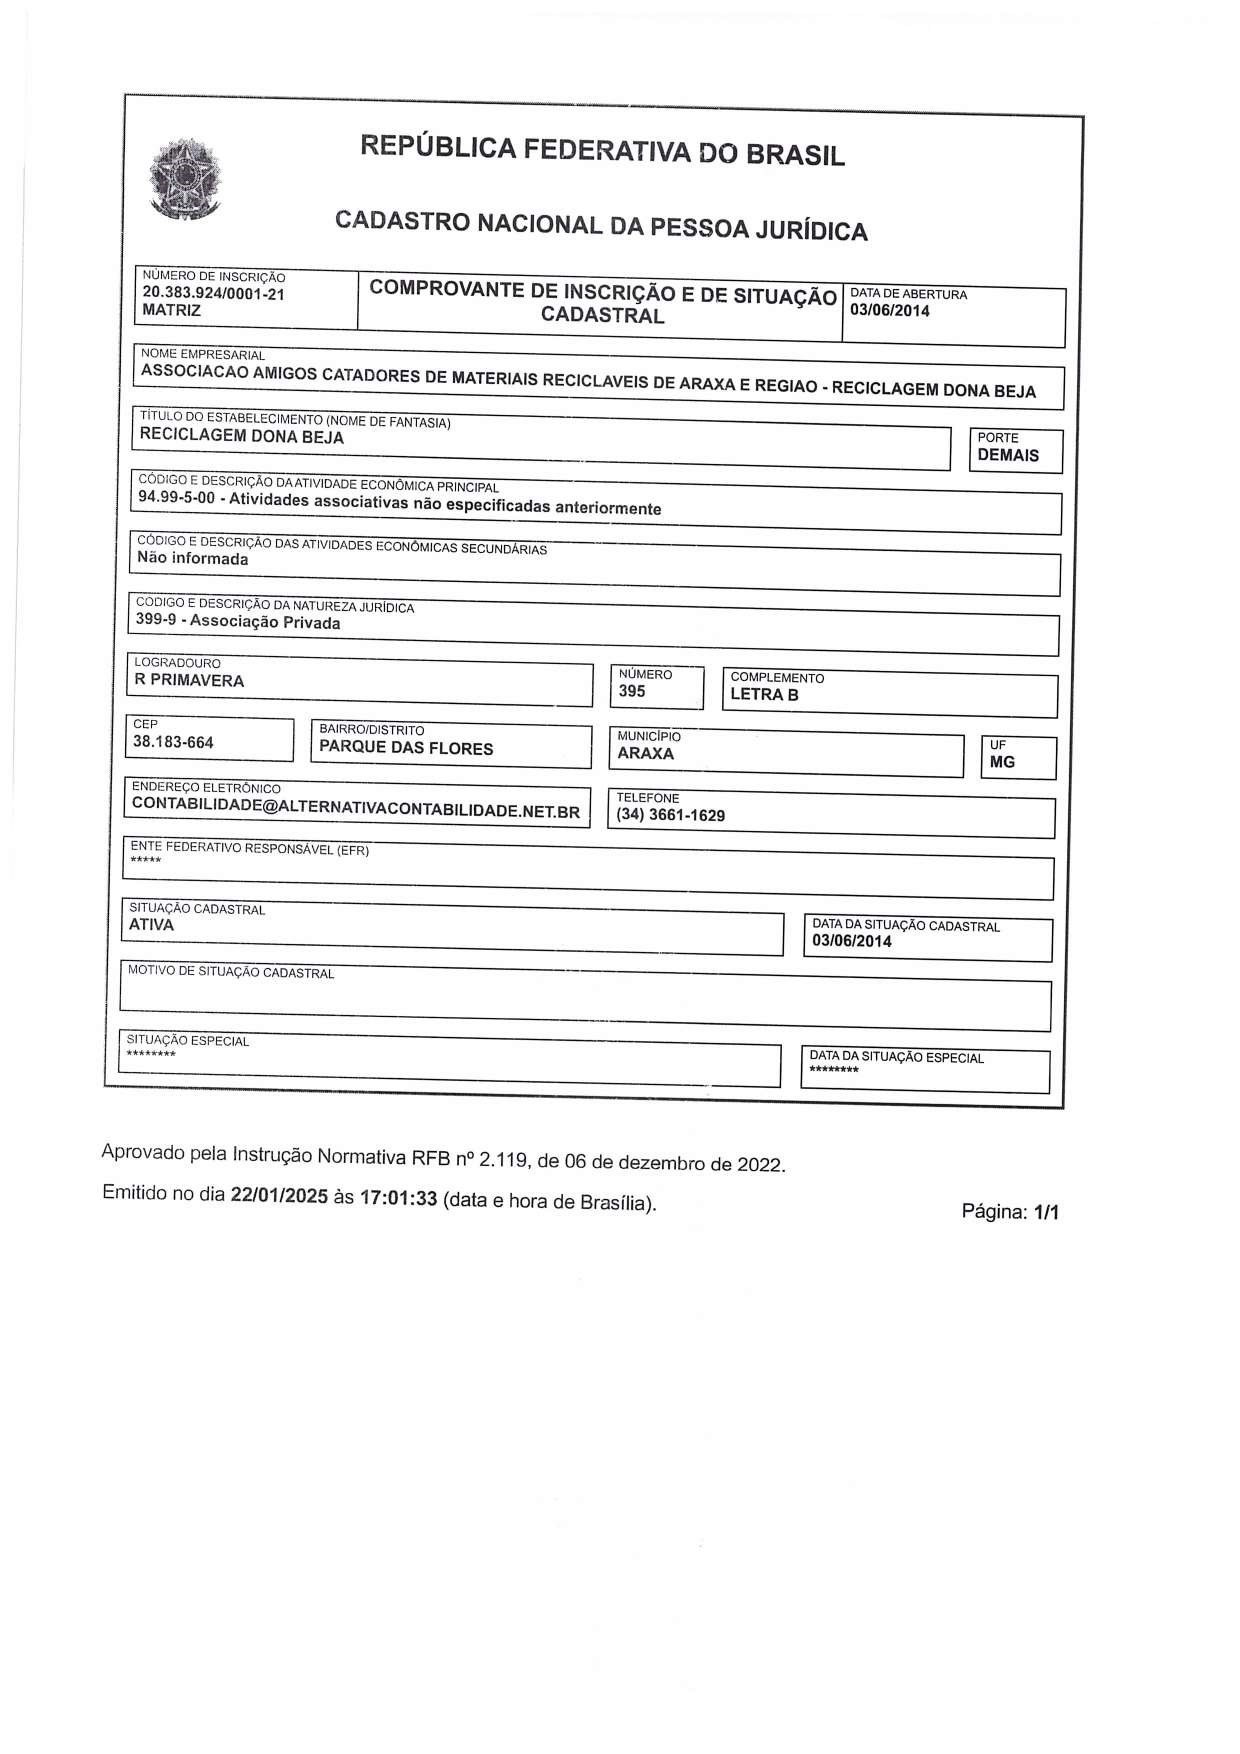 REPÚBLICA FEDERATIVA DO BRASIL
CADASTRO NACIONAL DA PESSOA JURÍDICA
NÚMERO DE INSCRIÇÃO
20.383.924/0001-21
MATRIZ
COMPROVANTE DE INSCRIÇÃO E DE SITUAÇÃO
CADASTRAL
DATA DE ABERTURA
03/06/2014
NOME EMPRESARIAL
ASSOCIACAO AMIGOS CATADORES DE MATERIAIS RECICLAVEIS DE ARAXA E REGIAO - RECICLAGEM DONA BEJA
TÍTULO DO ESTABELECIMENTO (NOME DE FANTASIA)
RECICLAGEM DONA BEJA
PORTE
DEMAIS
CÓDIGO E DESCRIÇÃO DA ATIVIDADE ECONÔMICA PRINCIPAL
94.99-5-00 - Atividades associativas não especificadas anteriormente
CÓDIGO E DESCRIÇÃO DAS ATIVIDADES ECONÔMICAS SECUNDÁRIAS
Não informada
CÓDIGO E DESCRIÇÃO DA NATUREZA JURÍDICA
399-9 - Associação Privada
LOGRADOURO
R PRIMAVERA
NÚMERO
395
COMPLEMENTO
LETRA B
CEP
38.183-664
BAIRRO/DISTRITO
PARQUE DAS FLORES
MUNICÍPIO
ARAXA
UF
MG
ENDEREÇO ELETRÔNICO
CONTABILIDADE@ALTERNATIVACONTABILIDADE.NET.BR
TELEFONE
(34) 3661-1629
ENTE FEDERATIVO RESPONSÁVEL (EFR)
*****
SITUAÇÃO CADASTRAL
ATIVA
DATA DA SITUAÇÃO CADASTRAL
03/06/2014
MOTIVO DE SITUAÇÃO CADASTRAL
SITUAÇÃO ESPECIAL
********
DATA DA SITUAÇÃO ESPECIAL
********
Aprovado pela Instrução Normativa RFB nº 2.119, de 06 de dezembro de 2022.
Emitido no dia 22/01/2025 às 17:01:33 (data e hora de Brasília).
Página: 1/1